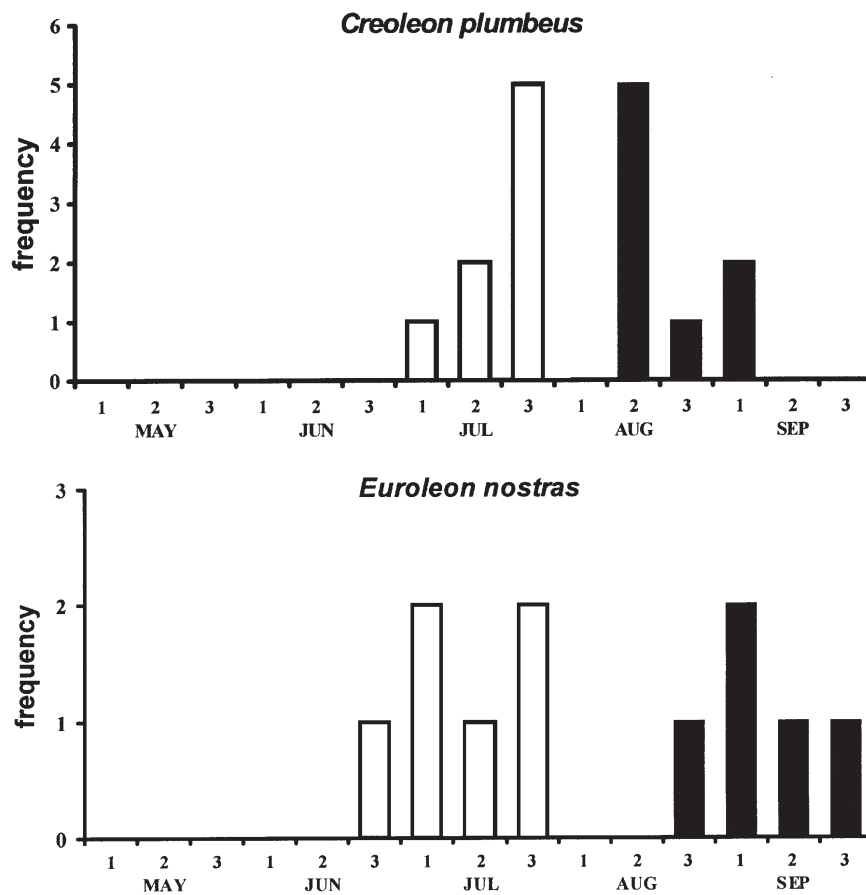 Creoleon plumbeus
6
5
4
3
2
1
0
frequency
1 2 3 1 2 3 1 2 3 1 2 3 1 2 3
MAY JUN JUL AUG SEP
Euroleon nostras
3
2
1
0
frequency
1 2 3 1 2 3 1 2 3 1 2 3 1 2 3
MAY JUN JUL AUG SEP